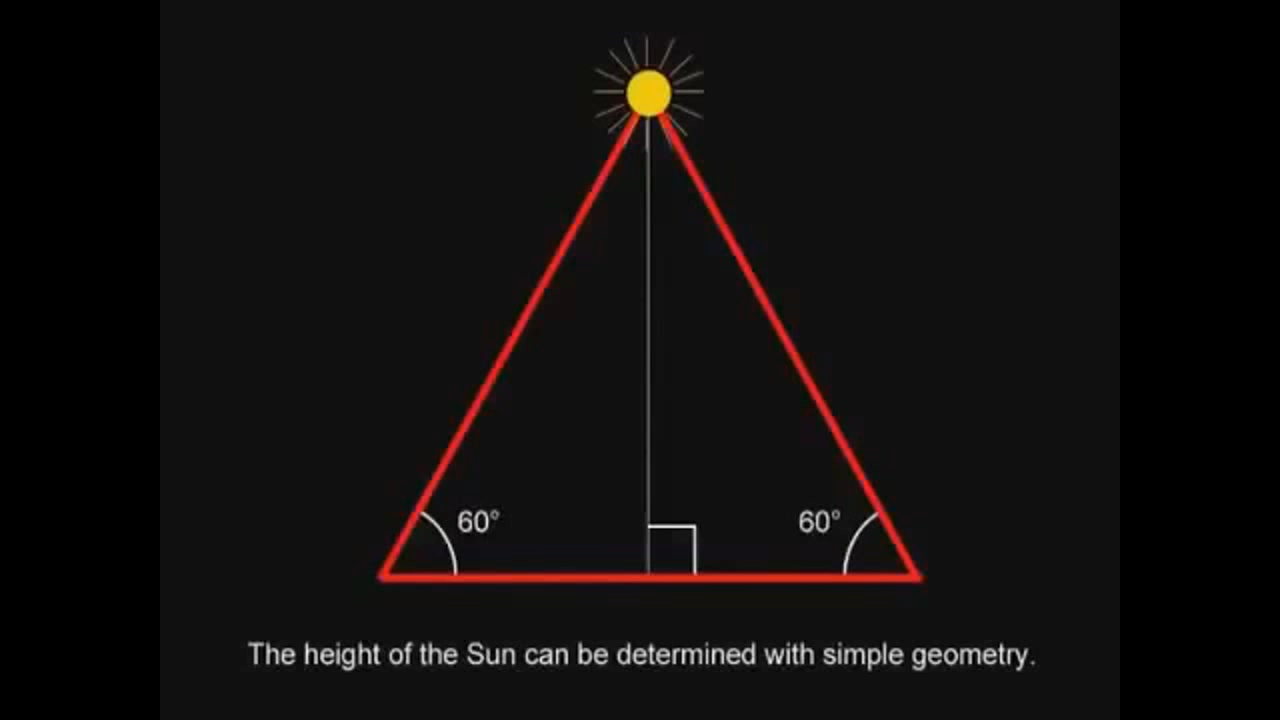 60° 60°
The height of the Sun can be determined with simple geometry.